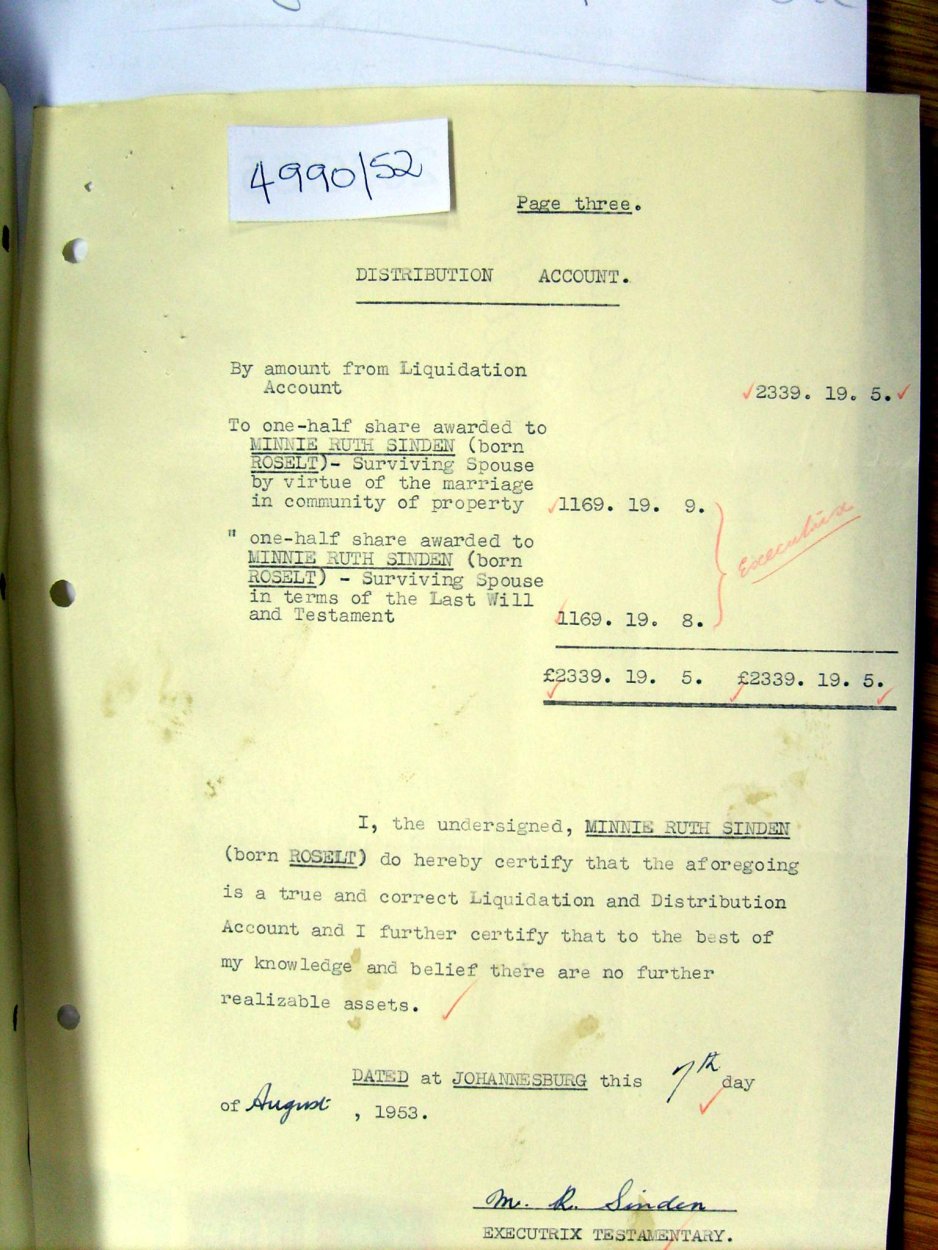 4990/52
Page three.
DISTRIBUTION ACCOUNT.
By amount from Liquidation
Account 2339. 19. 5.
To one-half share awarded to
MINNIE RUTH SINDEN (born
ROSELT)- Surviving Spouse
by virtue of the marriage
in community of property 1169. 19. 9.
" one-half share awarded to
MINNIE RUTH SINDEN (born
ROSELT) - Surviving Spouse
in terms of the Last Will
and Testament 1169. 19. 8.
Executrix
£2339. 19. 5. £2339. 19. 5.
I, the undersigned, MINNIE RUTH SINDEN
(born ROSELT) do hereby certify that the aforegoing
is a true and correct Liquidation and Distribution
Account and I further certify that to the best of
my knowledge and belief there are no further
realizable assets.
DATED at JOHANNESBURG this 7th day
of August , 1953.
M. R. Sinden
EXECUTRIX TESTAMENTARY.